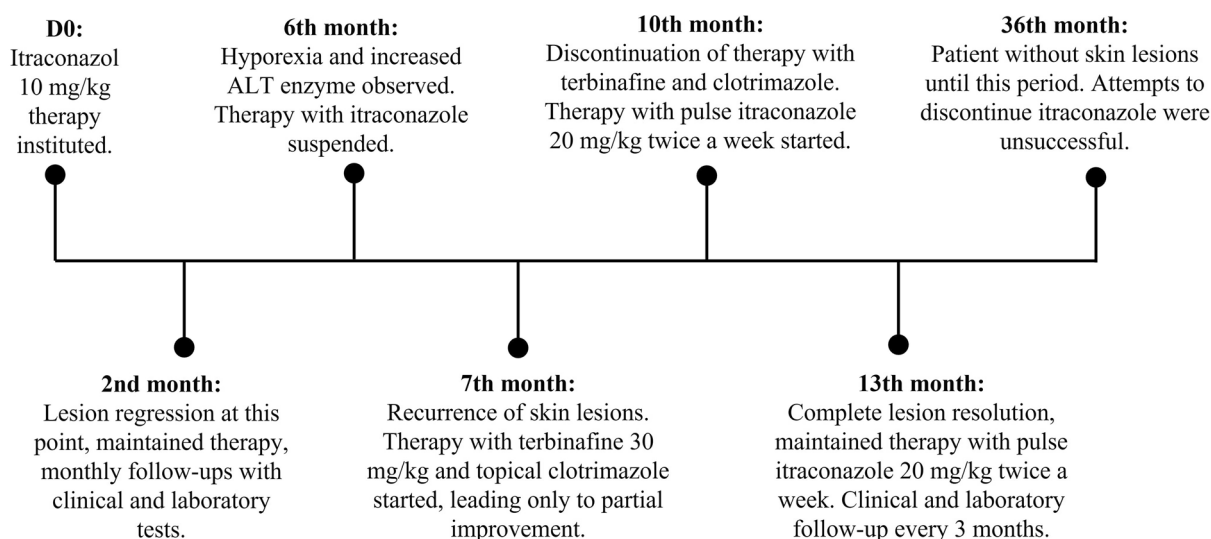 D0:
Itraconazol
10 mg/kg
therapy
instituted.
6th month:
Hyporexia and increased
ALT enzyme observed.
Therapy with itraconazole
suspended.
10th month:
Discontinuation of therapy with
terbinafine and clotrimazole.
Therapy with pulse itraconazole
20 mg/kg twice a week started.
36th month:
Patient without skin lesions
until this period. Attempts to
discontinue itraconazole were
unsuccessful.
2nd month:
Lesion regression at this
point, maintained therapy,
monthly follow-ups with
clinical and laboratory
tests.
7th month:
Recurrence of skin lesions.
Therapy with terbinafine 30
mg/kg and topical clotrimazole
started, leading only to partial
improvement.
13th month:
Complete lesion resolution,
maintained therapy with pulse
itraconazole 20 mg/kg twice a
week. Clinical and laboratory
follow-up every 3 months.